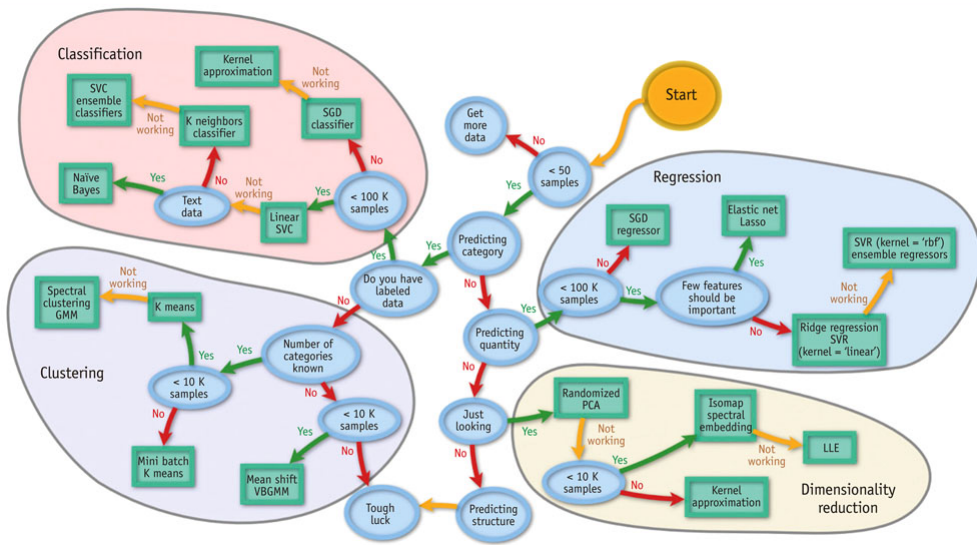 Classification
Kernel
approximation
Not
working
SVC
ensemble
classifiers
Not
working
K neighbors
classifier
SGD
classifier
No
No
Naïve
Bayes
Yes
Text
data
Not
working
Linear
SVC
Yes
< 100 K
samples
Yes
Start
Get
more
data
No
< 50
samples
Yes
Predicting
category
Yes
Do you have
labeled
data
No
No
Regression
SGD
regressor
Elastic net
Lasso
SVR (kernel = 'rbf')
ensemble regressors
No
Yes
Not
working
< 100 K
samples
Yes
Few features
should be
important
No
Ridge regression
SVR
(kernel = 'linear')
Predicting
quantity
Yes
No
Clustering
Spectral
clustering
GMM
Not
working
K means
Yes
Number of
categories
known
Yes
No
< 10 K
samples
No
Mini batch
K means
< 10 K
samples
Yes
No
Mean shift
VBGMM
Tough
luck
Predicting
structure
No
Just
looking
Yes
Randomized
PCA
Not
working
< 10 K
samples
Yes
No
Isomap
spectral
embedding
Not
working
LLE
Kernel
approximation
Dimensionality
reduction